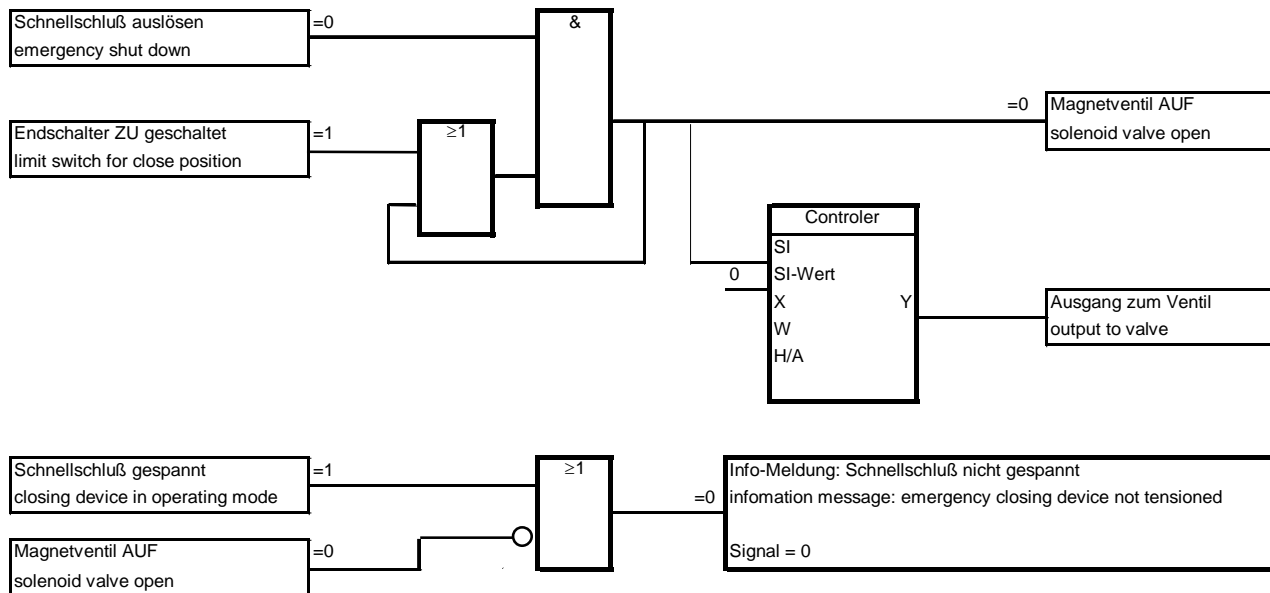 Schnellschluß auslösen
emergency shut down
=0
&
Endschalter ZU geschaltet
limit switch for close position
=1
≥1
=0
Magnetventil AUF
solenoid valve open
Controler
SI
SI-Wert
X
W
H/A
Y
0
Ausgang zum Ventil
output to valve
Schnellschluß gespannt
closing device in operating mode
=1
Magnetventil AUF
solenoid valve open
=0
≥1
=0
Info-Meldung: Schnellschluß nicht gespannt
infomation message: emergency closing device not tensioned
Signal = 0